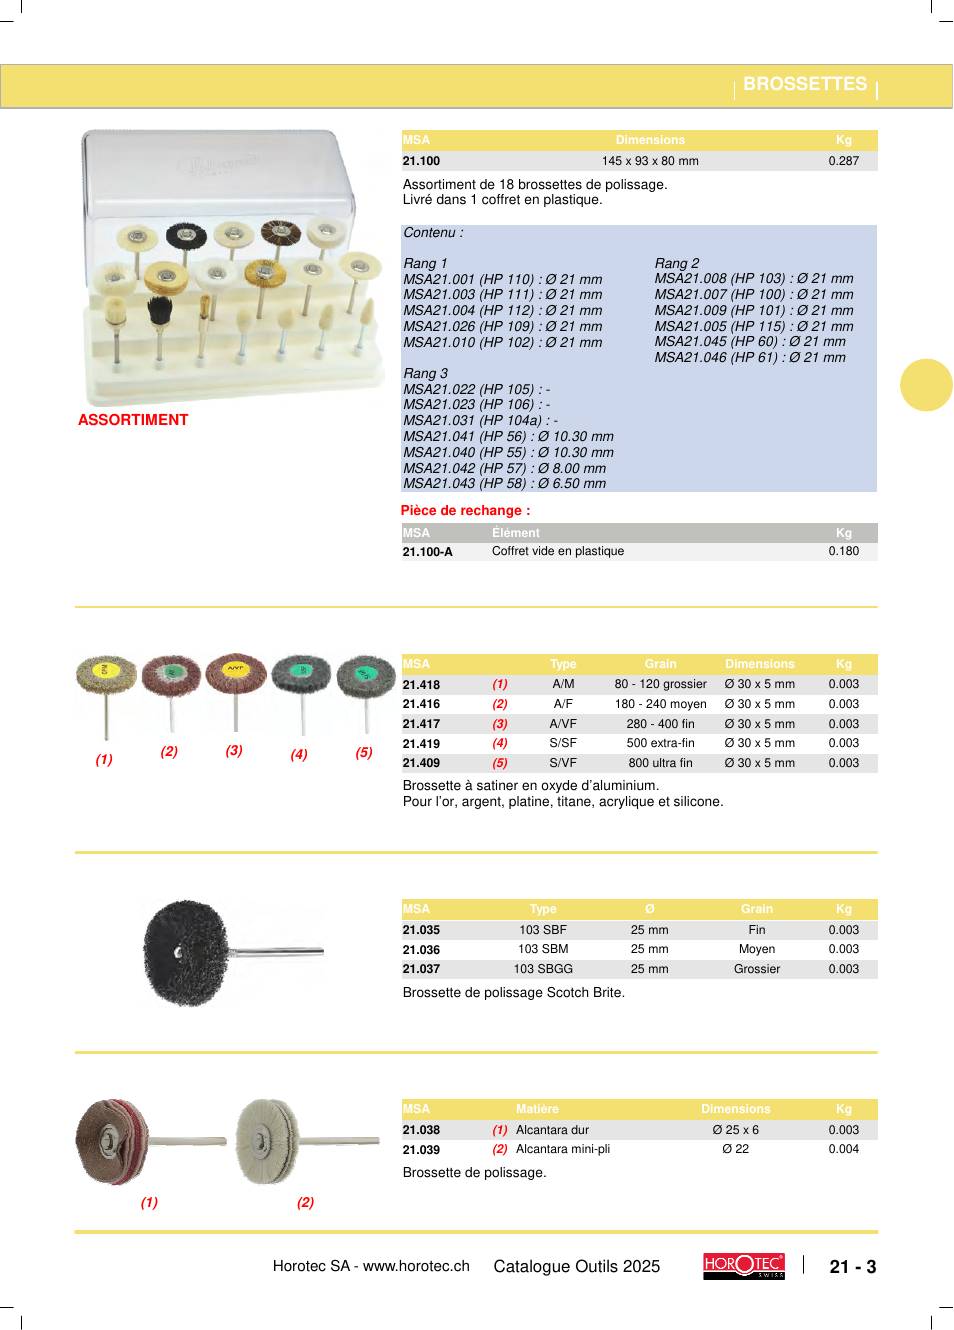 BROSSETTES
MSA Dimensions Kg
21.100 145 x 93 x 80 mm 0.287
Assortiment de 18 brossettes de polissage.
Livré dans 1 coffret en plastique.
Contenu :
Rang 1
MSA21.001 (HP 110) : Ø 21 mm
MSA21.003 (HP 111) : Ø 21 mm
MSA21.004 (HP 112) : Ø 21 mm
MSA21.026 (HP 109) : Ø 21 mm
MSA21.010 (HP 102) : Ø 21 mm
Rang 2
MSA21.008 (HP 103) : Ø 21 mm
MSA21.007 (HP 100) : Ø 21 mm
MSA21.009 (HP 101) : Ø 21 mm
MSA21.005 (HP 115) : Ø 21 mm
MSA21.045 (HP 60) : Ø 21 mm
MSA21.046 (HP 61) : Ø 21 mm
Rang 3
MSA21.022 (HP 105) : -
MSA21.023 (HP 106) : -
MSA21.031 (HP 104a) : -
MSA21.041 (HP 56) : Ø 10.30 mm
MSA21.040 (HP 55) : Ø 10.30 mm
MSA21.042 (HP 57) : Ø 8.00 mm
MSA21.043 (HP 58) : Ø 6.50 mm
ASSORTIMENT
Pièce de rechange :
MSA Élément Kg
21.100-A Coffret vide en plastique 0.180
(1) (2) (3) (4) (5)
MSA Type Grain Dimensions Kg
21.418 (1) A/M 80 - 120 grossier Ø 30 x 5 mm 0.003
21.416 (2) A/F 180 - 240 moyen Ø 30 x 5 mm 0.003
21.417 (3) A/VF 280 - 400 fin Ø 30 x 5 mm 0.003
21.419 (4) S/SF 500 extra-fin Ø 30 x 5 mm 0.003
21.409 (5) S/VF 800 ultra fin Ø 30 x 5 mm 0.003
Brossette à satiner en oxyde d'aluminium.
Pour l'or, argent, platine, titane, acrylique et silicone.
MSA Type Ø Grain Kg
21.035 103 SBF 25 mm Fin 0.003
21.036 103 SBM 25 mm Moyen 0.003
21.037 103 SBGG 25 mm Grossier 0.003
Brossette de polissage Scotch Brite.
MSA Matière Dimensions Kg
21.038 (1) Alcantara dur Ø 25 x 6 0.003
21.039 (2) Alcantara mini-pli Ø 22 0.004
Brossette de polissage.
(1) (2)
Horotec SA - www.horotec.ch Catalogue Outils 2025 HOROTEC SWISS 21 - 3